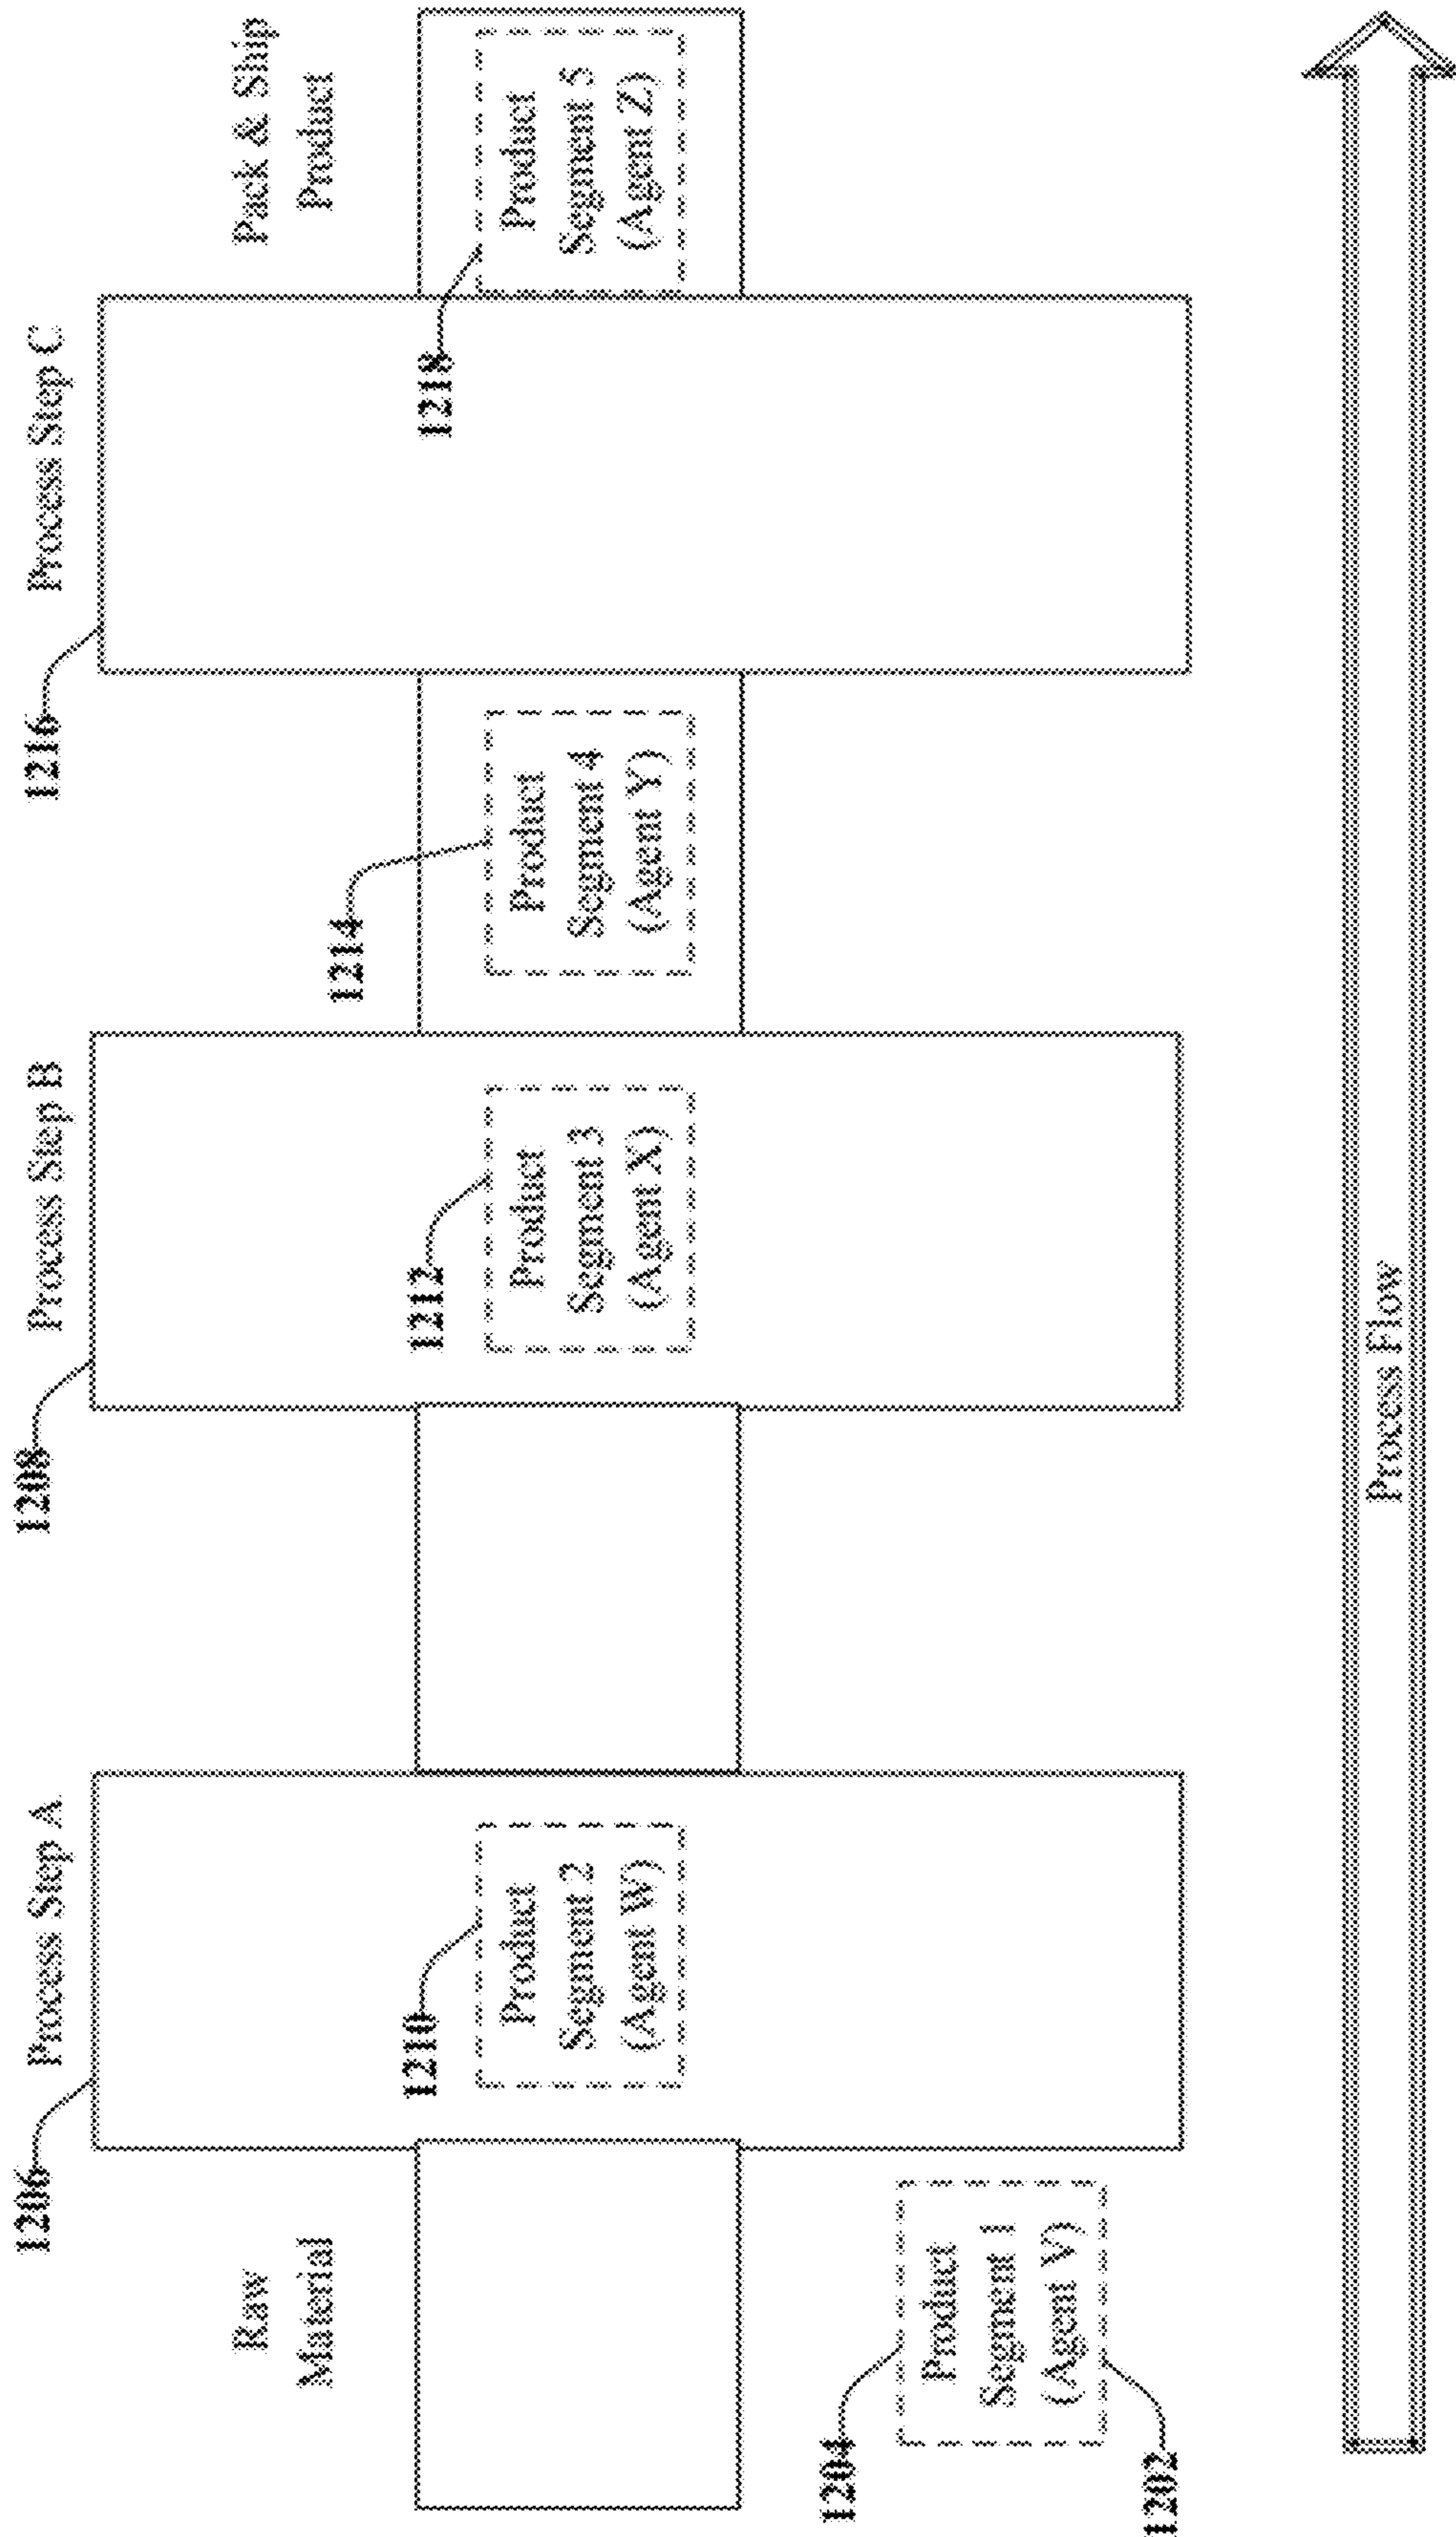 Raw
Material
Process Step A
Process Step B
Process Step C
Pack & Ship
Product
1206
1208
1216
1210
Product
Segment 2
(Agent W)
1212
Product
Segment 3
(Agent X)
1214
Product
Segment 4
(Agent Y)
1218
Product
Segment 5
(Agent Z)
1204
Product
Segment 1
(Agent V)
1202
Process Flow